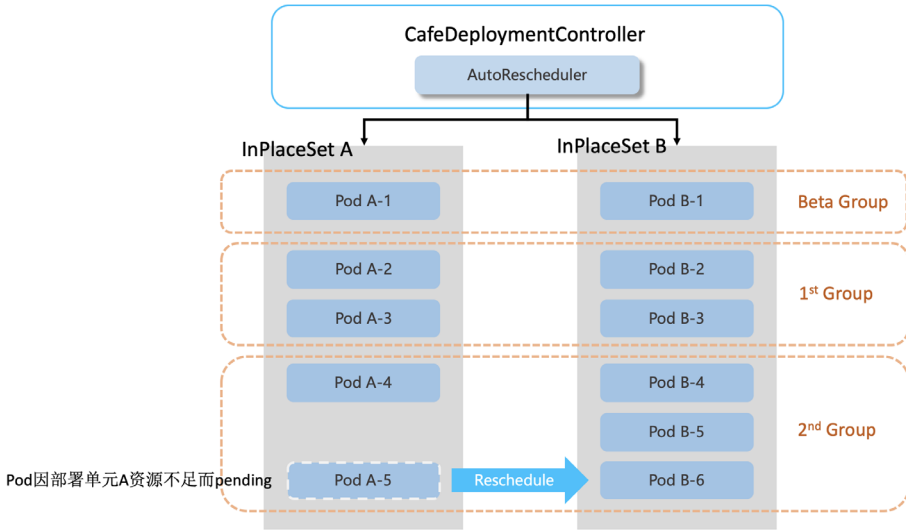 CafeDeploymentController
AutoRescheduler
InPlaceSet A
InPlaceSet B
Pod A-1
Pod B-1
Beta Group
Pod A-2
Pod B-2
1st Group
Pod A-3
Pod B-3
Pod A-4
Pod B-4
Pod B-5
2nd Group
Pod因部署单元A资源不足而pending
Pod A-5
Reschedule
Pod B-6